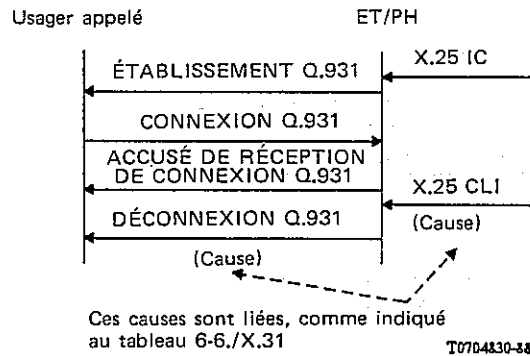 Usager appelé ET/PH
X.25 IC
ÉTABLISSEMENT Q.931
CONNEXION Q.931
ACCUSÉ DE RÉCEPTION
DE CONNEXION Q.931
X.25 CLI
DÉCONNEXION Q.931
(Cause)
(Cause)
Ces causes sont liées, comme indiqué
au tableau 6-6./X.31
T0704830-88